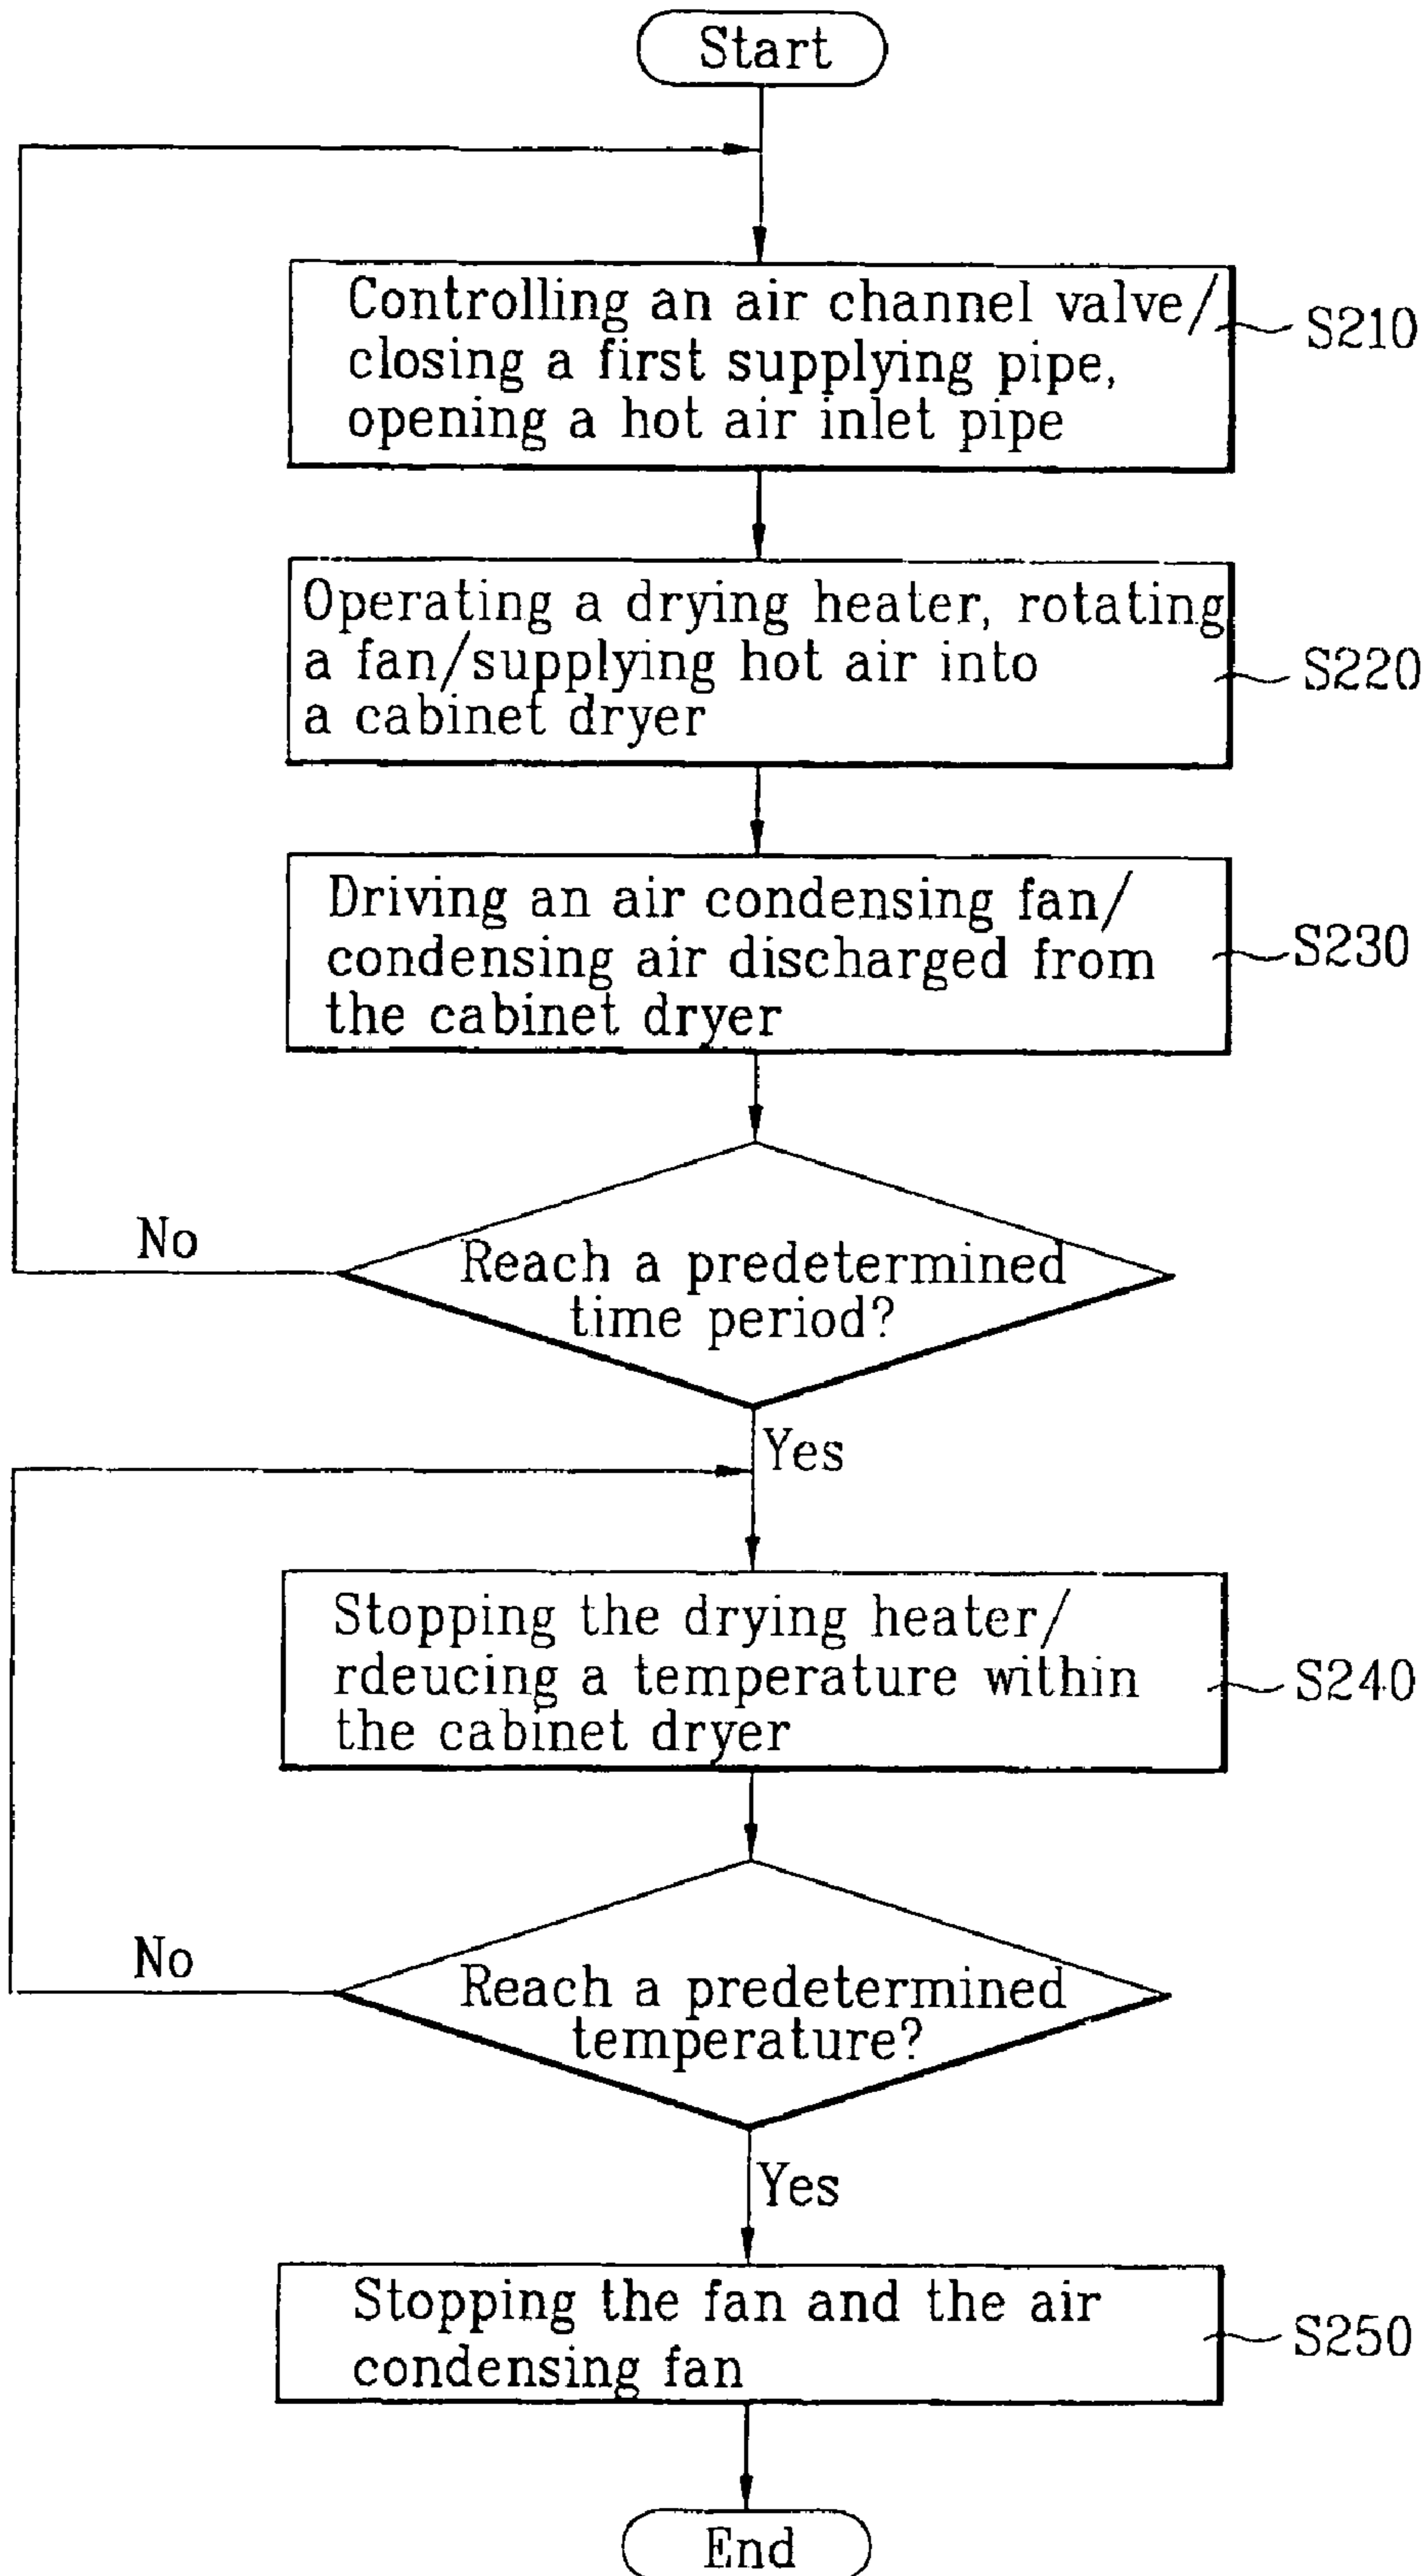 Start
Controlling an air channel valve/
closing a first supplying pipe,
opening a hot air inlet pipe
S210
Operating a drying heater, rotating
a fan/supplying hot air into
a cabinet dryer
S220
Driving an air condensing fan/
condensing air discharged from
the cabinet dryer
S230
No
Reach a predetermined
time period?
Yes
Stopping the drying heater/
rdeucing a temperature within
the cabinet dryer
S240
No
Reach a predetermined
temperature?
Yes
Stopping the fan and the air
condensing fan
S250
End